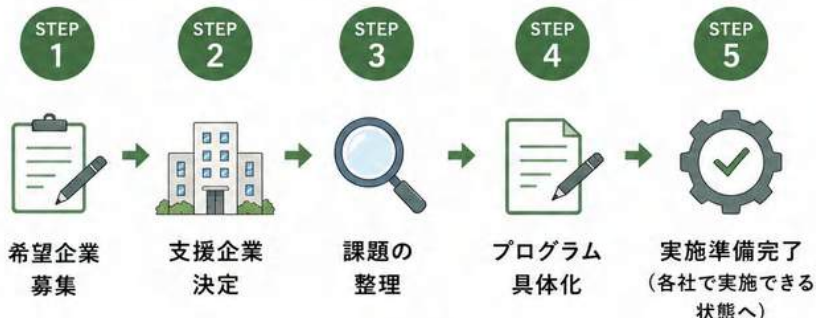 STEP
1
STEP
2
STEP
3
STEP
4
STEP
5
希望企業
募集
支援企業
決定
課題の
整理
プログラム
具体化
実施準備完了
(各社で実施できる
状態へ)